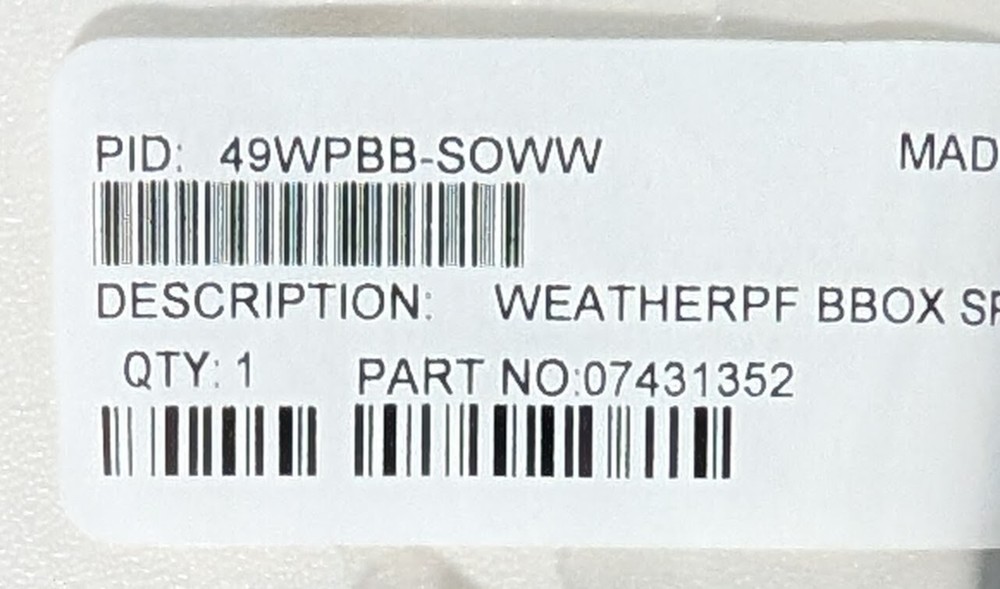 PID: 49WPBB-SOWW MAD
DESCRIPTION: WEATHERPF BBOX
QTY: 1 PART NO:07431352